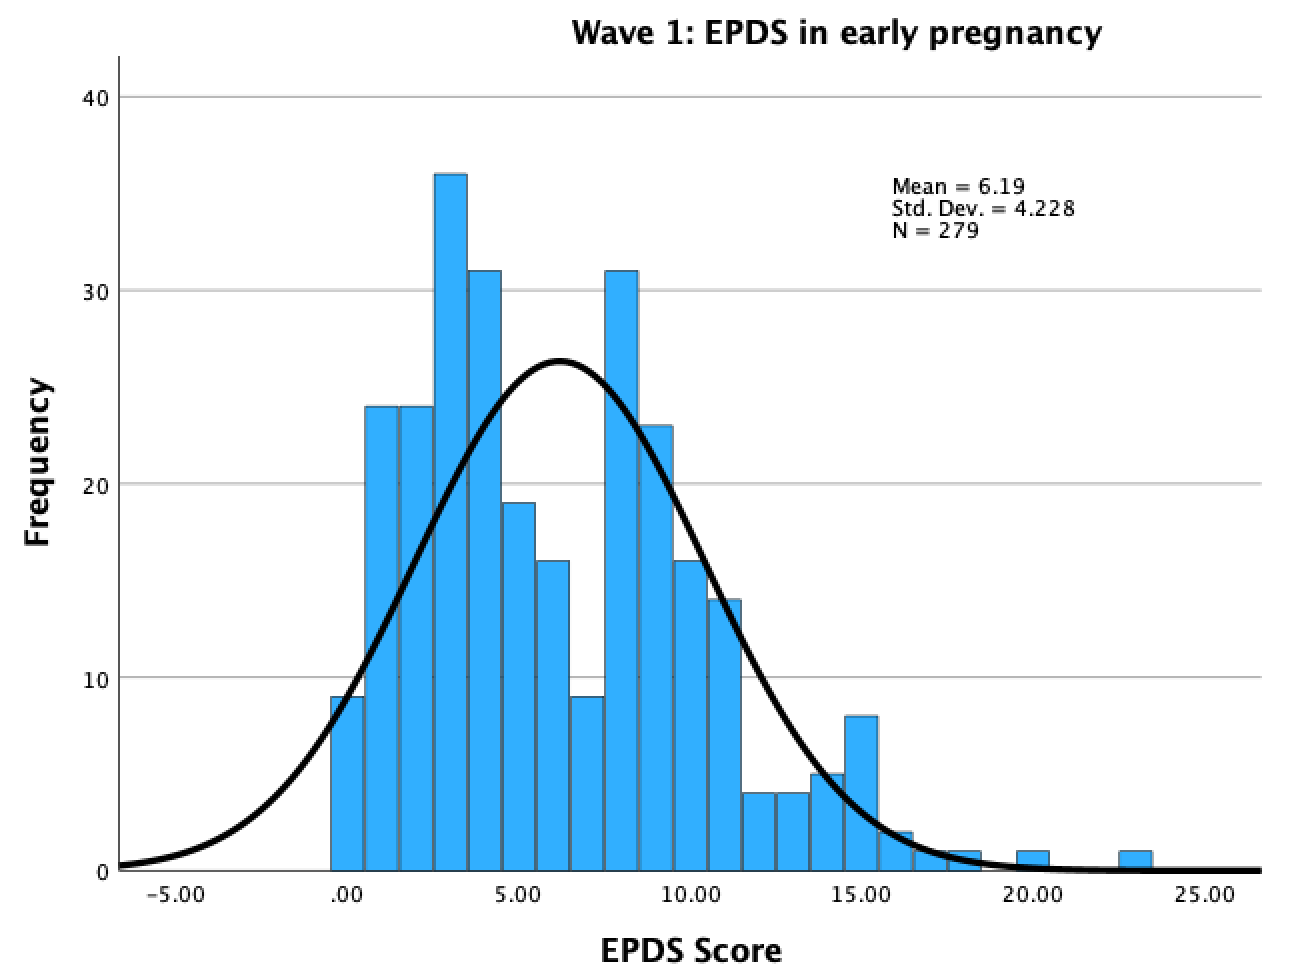 Wave 1: EPDS in early pregnancy
Mean = 6.19
Std. Dev. = 4.228
N = 279
40
30
20
10
0
Frequency
−5.00 .00 5.00 10.00 15.00 20.00 25.00
EPDS Score